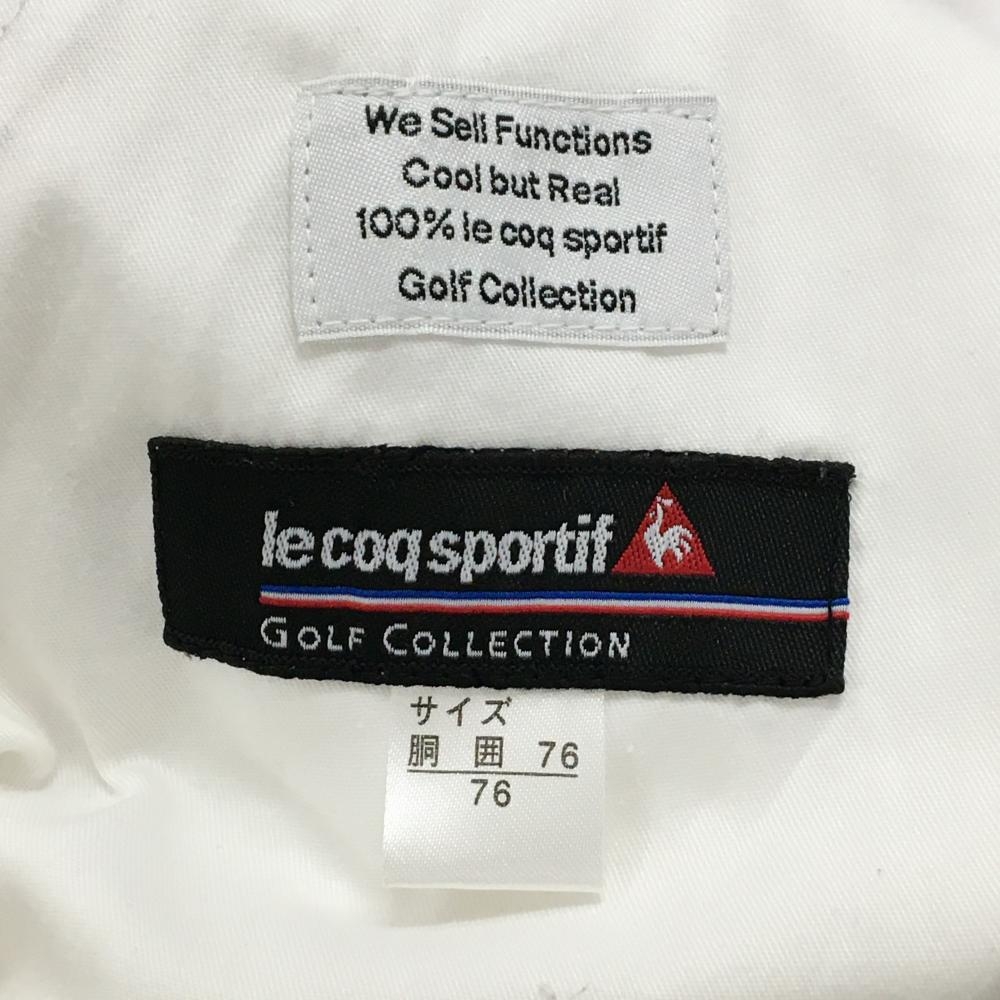 We Sell Functions
Cool but Real
100% le coq sportif
Golf Collection
le coq sportif
GOLF COLLECTION
サイズ
胴 囲 76
76